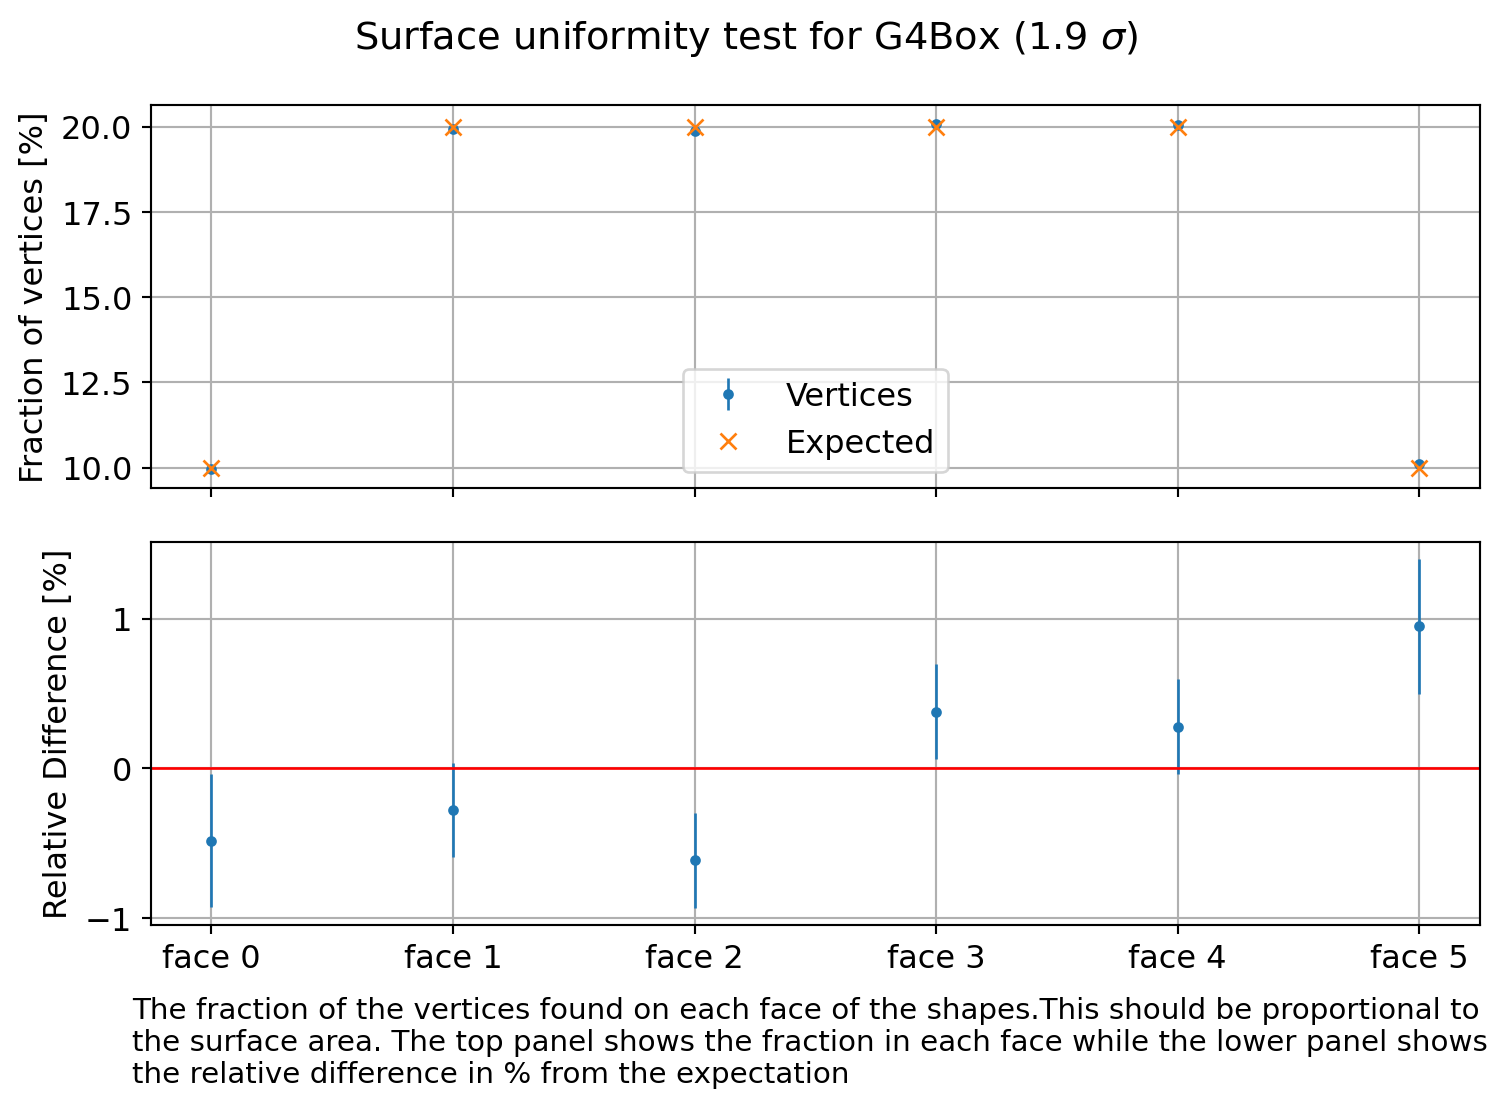 Surface uniformity test for G4Box (1.9 σ)
Fraction of vertices [%]
20.0
17.5
15.0
12.5
10.0
Vertices
Expected
Relative Difference [%]
1
0
−1
face 0 face 1 face 2 face 3 face 4 face 5
The fraction of the vertices found on each face of the shapes.This should be proportional to
the surface area. The top panel shows the fraction in each face while the lower panel shows
the relative difference in % from the expectation